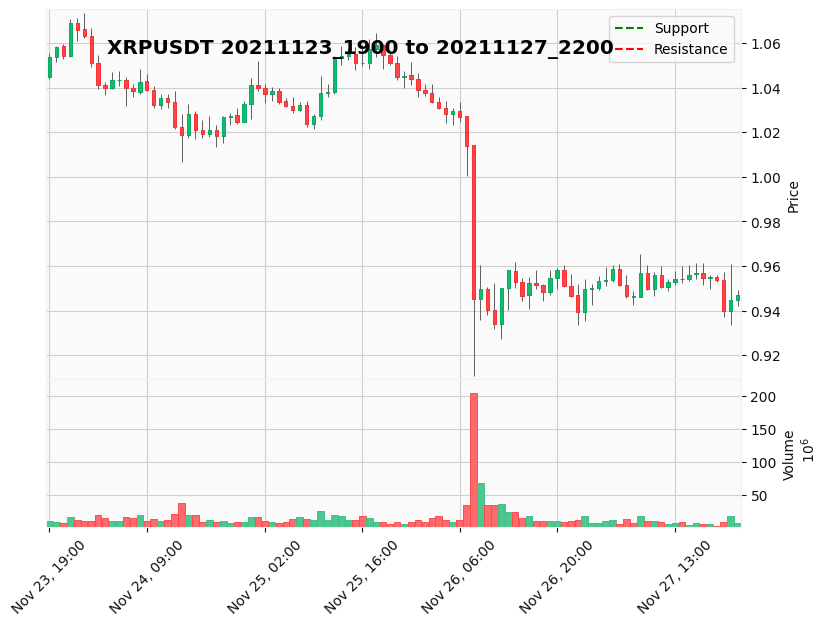 XRPUSDT 20211123_1900 to 20211127_2200
Support
Resistance
1.06
1.04
1.02
1.00
0.98
0.96
0.94
0.92
Price
200
150
100
50
Volume
10^6
Nov 23, 19:00
Nov 24, 09:00
Nov 25, 02:00
Nov 25, 16:00
Nov 26, 06:00
Nov 26, 20:00
Nov 27, 13:00